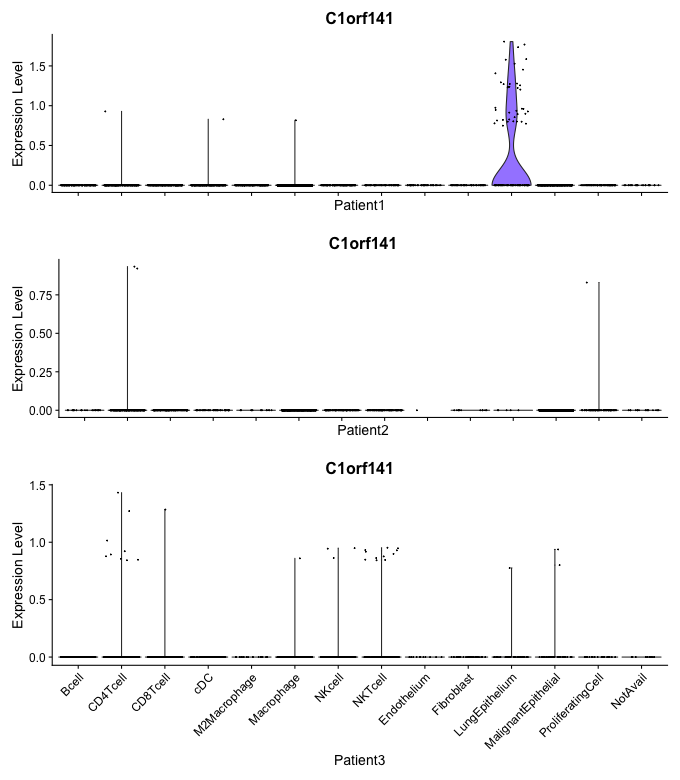 C1orf141
Expression Level
1.5
1.0
0.5
0.0
Patient1
C1orf141
Expression Level
0.75
0.50
0.25
0.00
Patient2
C1orf141
Expression Level
1.5
1.0
0.5
0.0
Bcell
CD4Tcell
CD8Tcell
cDC
M2Macrophage
Macrophage
NKcell
NKTcell
Endothelium
Fibroblast
LungEpithelium
MalignantEpithelial
ProliferatingCell
NotAvail
Patient3